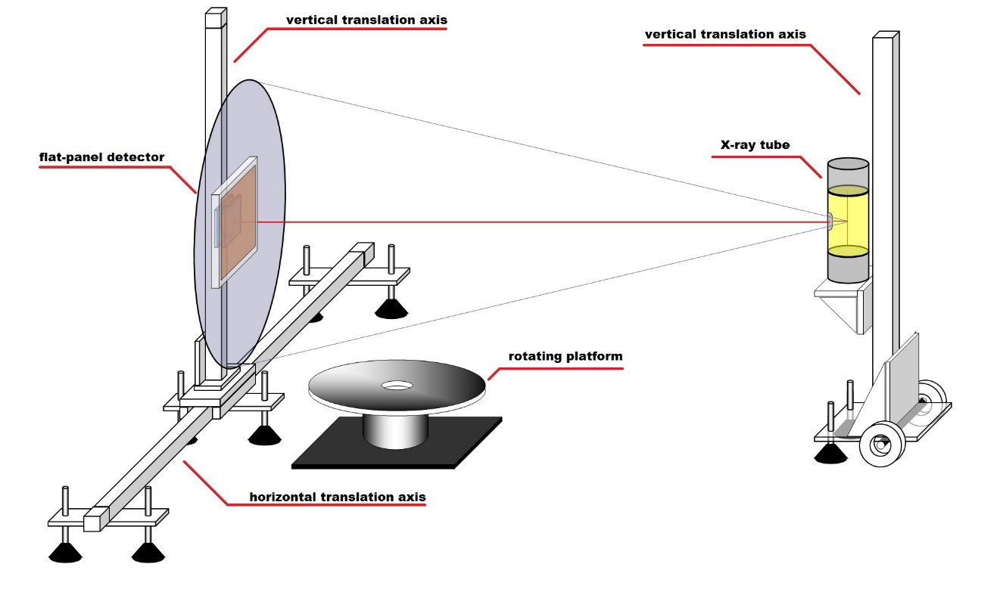 vertical translation axis
vertical translation axis
X-ray tube
flat-panel detector
rotating platform
horizontal translation axis